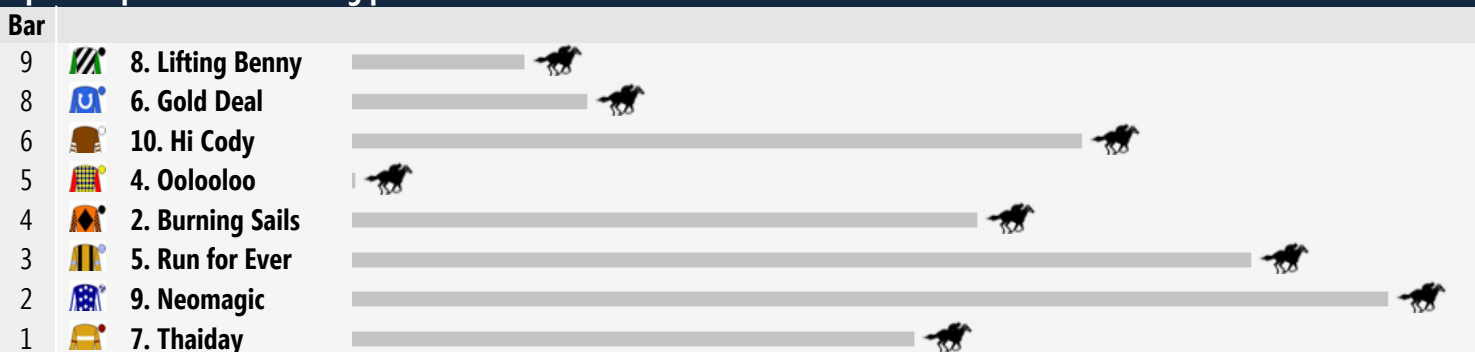 Bar
9 8. Lifting Benny
8 6. Gold Deal
6 10. Hi Cody
5 4. Oolooloo
4 2. Burning Sails
3 5. Run for Ever
2 9. Neomagic
1 7. Thaiday